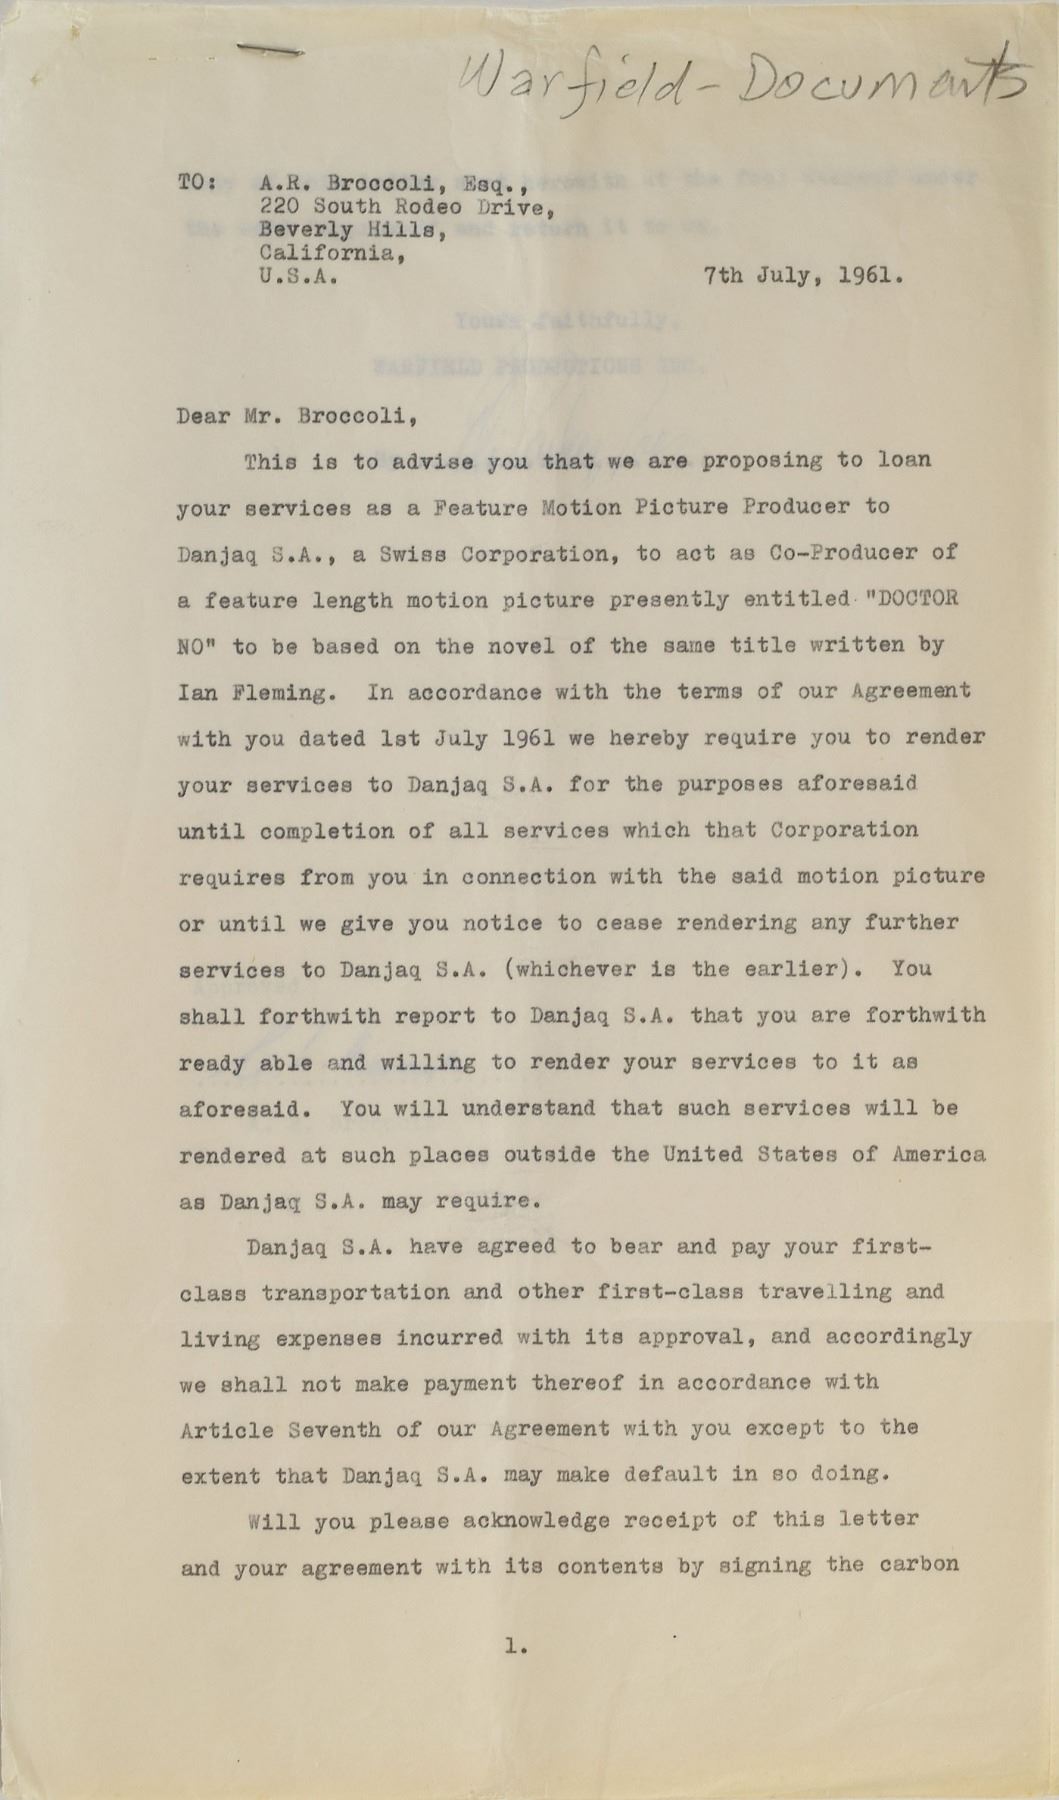 Warfield - Documents
TO: A.R. Broccoli, Esq.,
220 South Rodeo Drive,
Beverly Hills,
California,
U.S.A.
7th July, 1961.
Yours faithfully,
WARFIELD PRODUCTIONS INC.
Dear Mr. Broccoli,
This is to advise you that we are proposing to loan
your services as a Feature Motion Picture Producer to
Danjaq S.A., a Swiss Corporation, to act as Co-Producer of
a feature length motion picture presently entitled "DOCTOR
NO" to be based on the novel of the same title written by
Ian Fleming. In accordance with the terms of our Agreement
with you dated 1st July 1961 we hereby require you to render
your services to Danjaq S.A. for the purposes aforesaid
until completion of all services which that Corporation
requires from you in connection with the said motion picture
or until we give you notice to cease rendering any further
services to Danjaq S.A. (whichever is the earlier). You
shall forthwith report to Danjaq S.A. that you are forthwith
ready able and willing to render your services to it as
aforesaid. You will understand that such services will be
rendered at such places outside the United States of America
as Danjaq S.A. may require.
Danjaq S.A. have agreed to bear and pay your first-
class transportation and other first-class travelling and
living expenses incurred with its approval, and accordingly
we shall not make payment thereof in accordance with
Article Seventh of our Agreement with you except to the
extent that Danjaq S.A. may make default in so doing.
Will you please acknowledge receipt of this letter
and your agreement with its contents by signing the carbon
1.